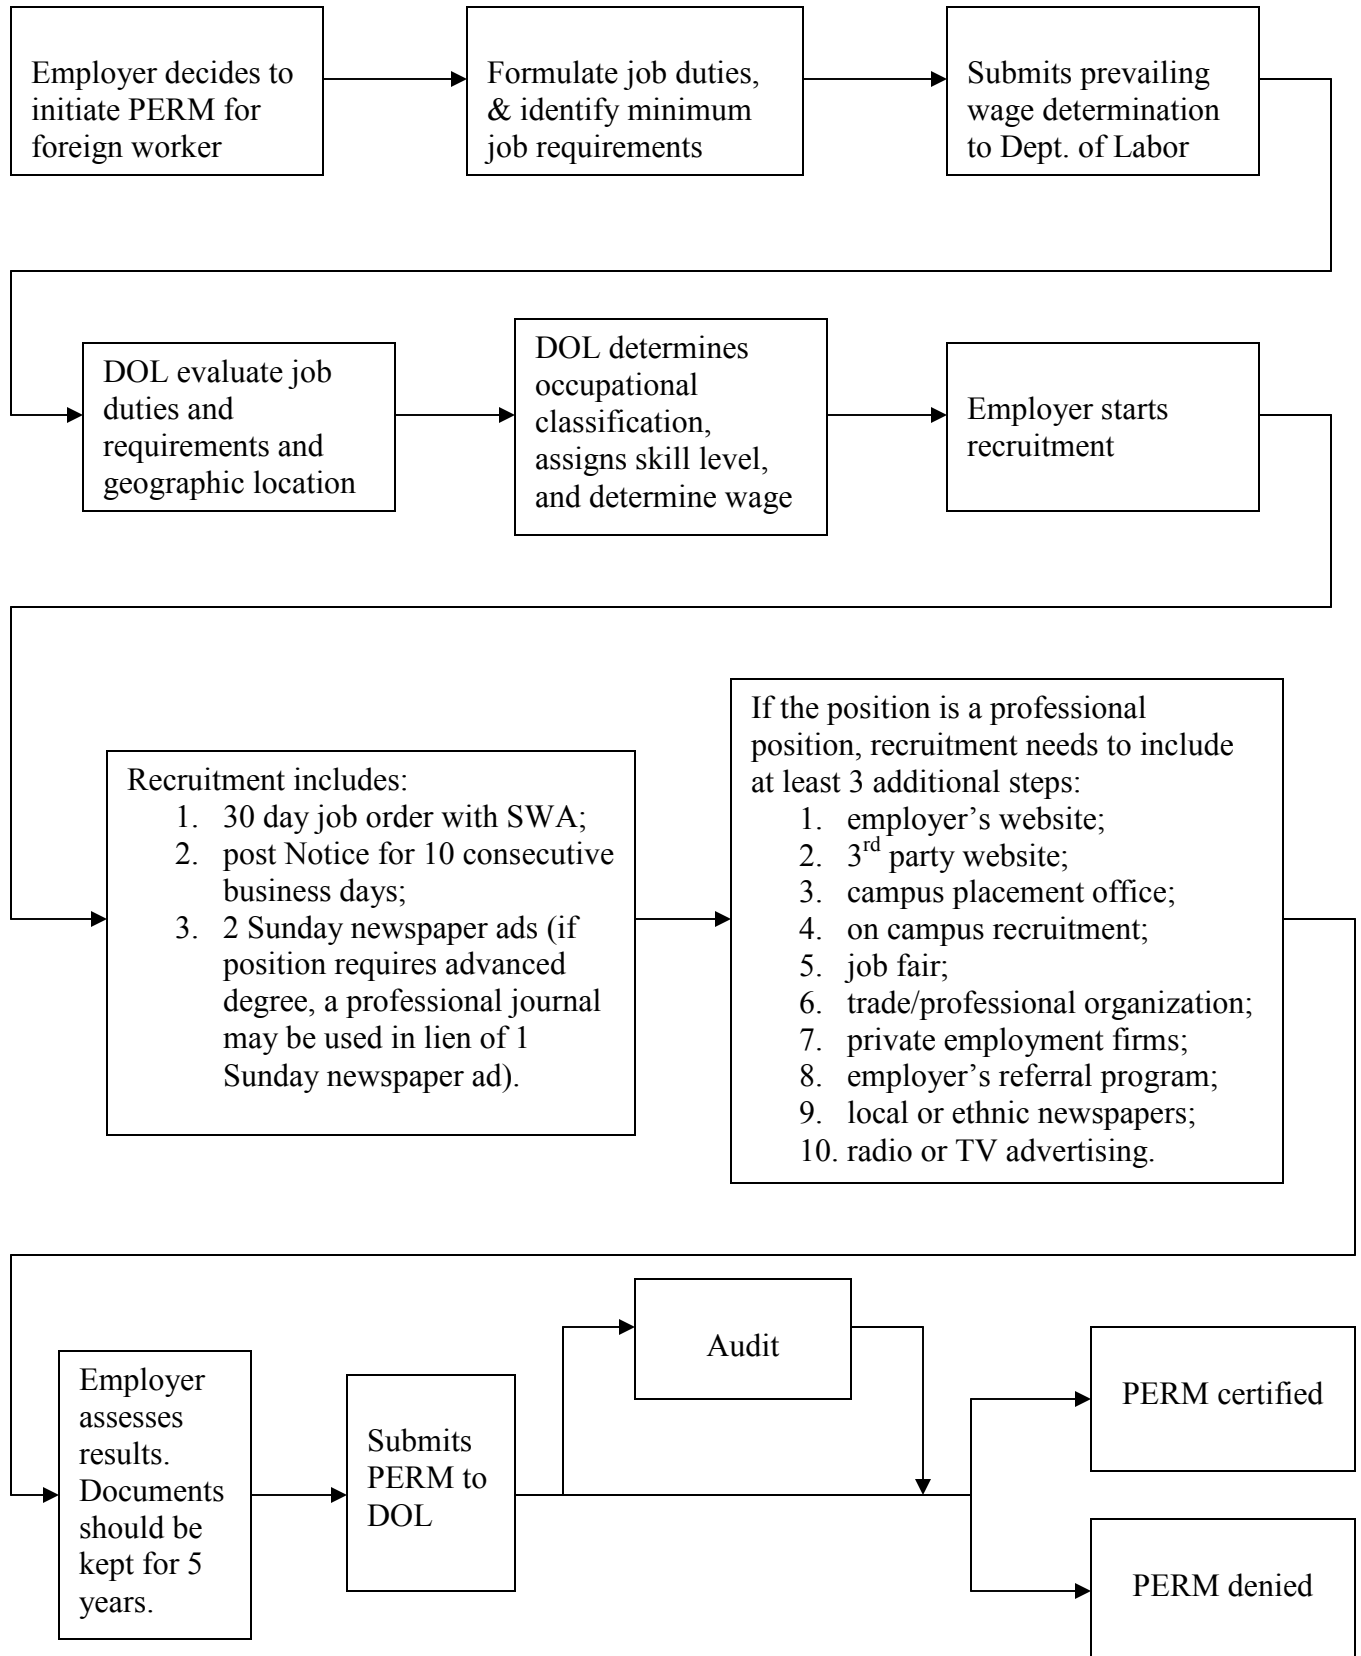 Employer decides to
initiate PERM for
foreign worker
Formulate job duties,
& identify minimum
job requirements
Submits prevailing
wage determination
to Dept. of Labor
DOL evaluate job
duties and
requirements and
geographic location
DOL determines
occupational
classification,
assigns skill level,
and determine wage
Employer starts
recruitment
Recruitment includes:
1. 30 day job order with SWA;
2. post Notice for 10 consecutive
business days;
3. 2 Sunday newspaper ads (if
position requires advanced
degree, a professional journal
may be used in lien of 1
Sunday newspaper ad).
If the position is a professional
position, recruitment needs to include
at least 3 additional steps:
1. employer’s website;
2. 3rd party website;
3. campus placement office;
4. on campus recruitment;
5. job fair;
6. trade/professional organization;
7. private employment firms;
8. employer’s referral program;
9. local or ethnic newspapers;
10. radio or TV advertising.
Employer
assesses
results.
Documents
should be
kept for 5
years.
Submits
PERM to
DOL
Audit
PERM certified
PERM denied